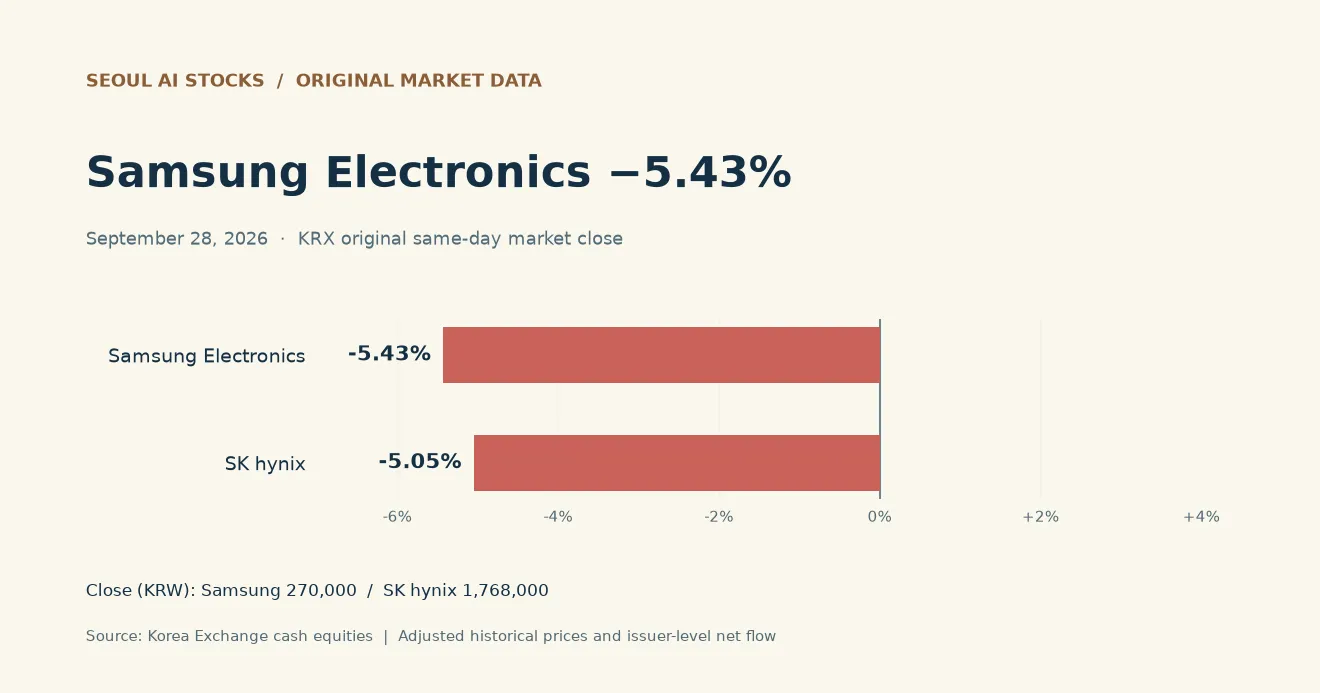 SEOUL AI STOCKS / ORIGINAL MARKET DATA
Samsung Electronics −5.43%
September 28, 2026 · KRX original same-day market close
Samsung Electronics -5.43%
SK hynix -5.05%
-6% -4% -2% 0% +2% +4%
Close (KRW): Samsung 270,000 / SK hynix 1,768,000
Source: Korea Exchange cash equities | Adjusted historical prices and issuer-level net flow